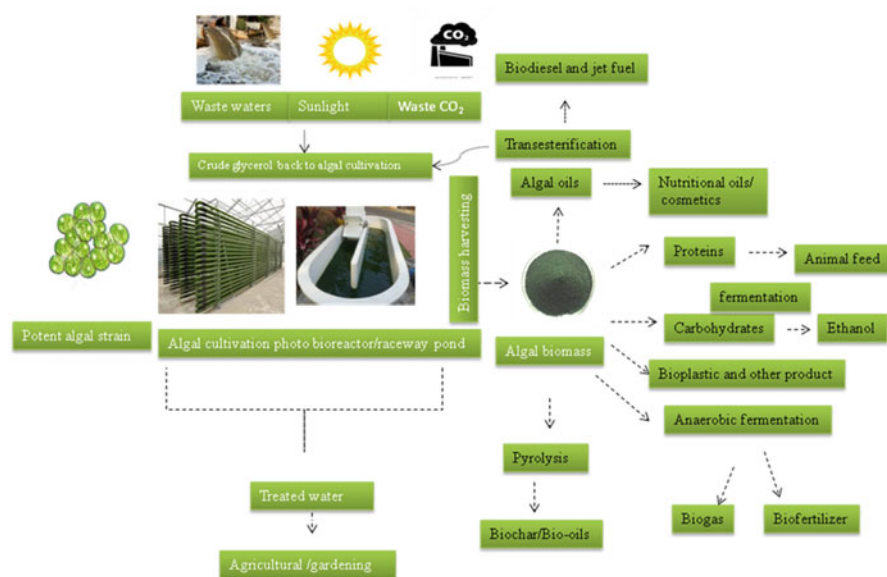 CO2
Biodiesel and jet fuel
Waste waters
Sunlight
Waste CO2
Transesterification
Crude glycerol back to algal cultivation
Algal oils
Nutritional oils/
cosmetics
Biomass harvesting
Proteins
Animal feed
fermentation
Carbohydrates
Ethanol
Potent algal strain
Algal cultivation photo bioreactor/raceway pond
Algal biomass
Bioplastic and other product
Anaerobic fermentation
Pyrolysis
Treated water
Biogas
Biofertilizer
Biochar/Bio-oils
Agricultural /gardening